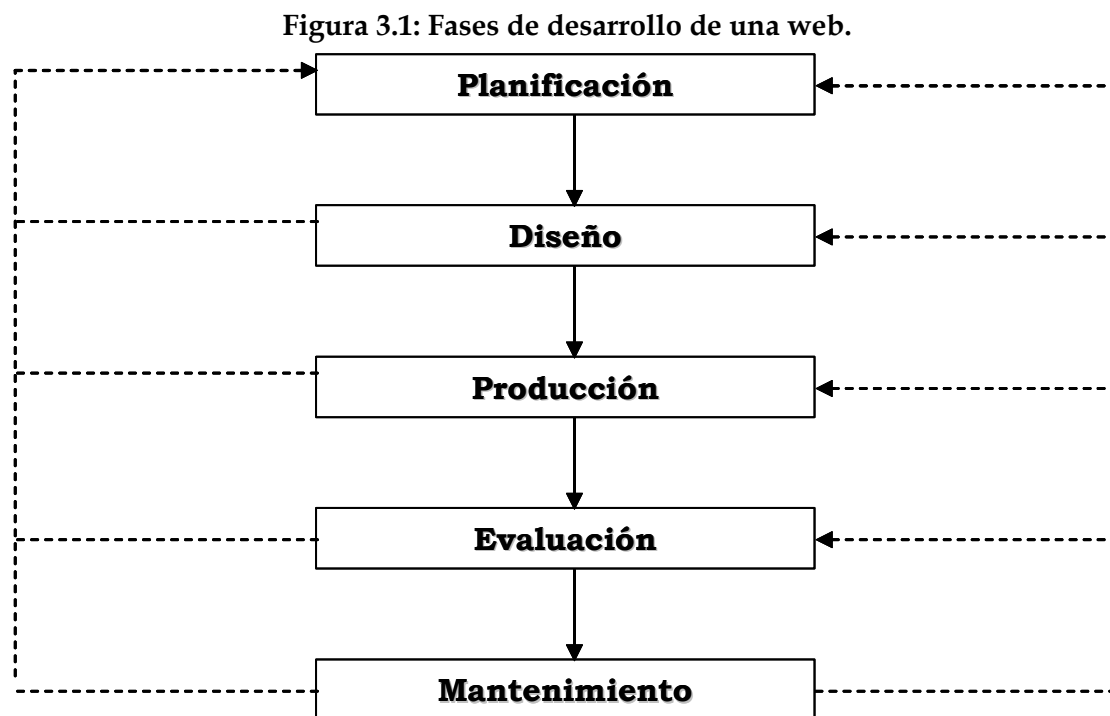 Figura 3.1: Fases de desarrollo de una web.
Planificación
Diseño
Producción
Evaluación
Mantenimiento